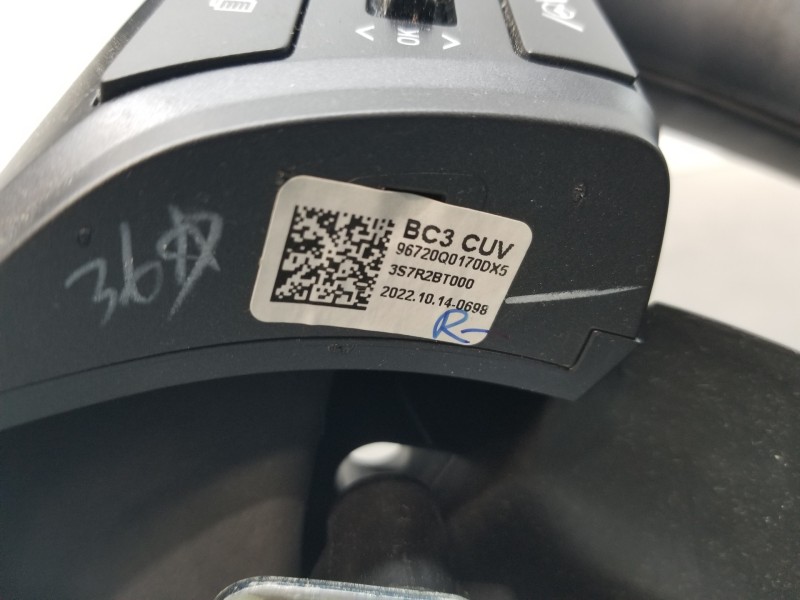 OK
BC3 CUV
96720Q0170DX5
3S7R2BT000
2022.10.14-0698
R-